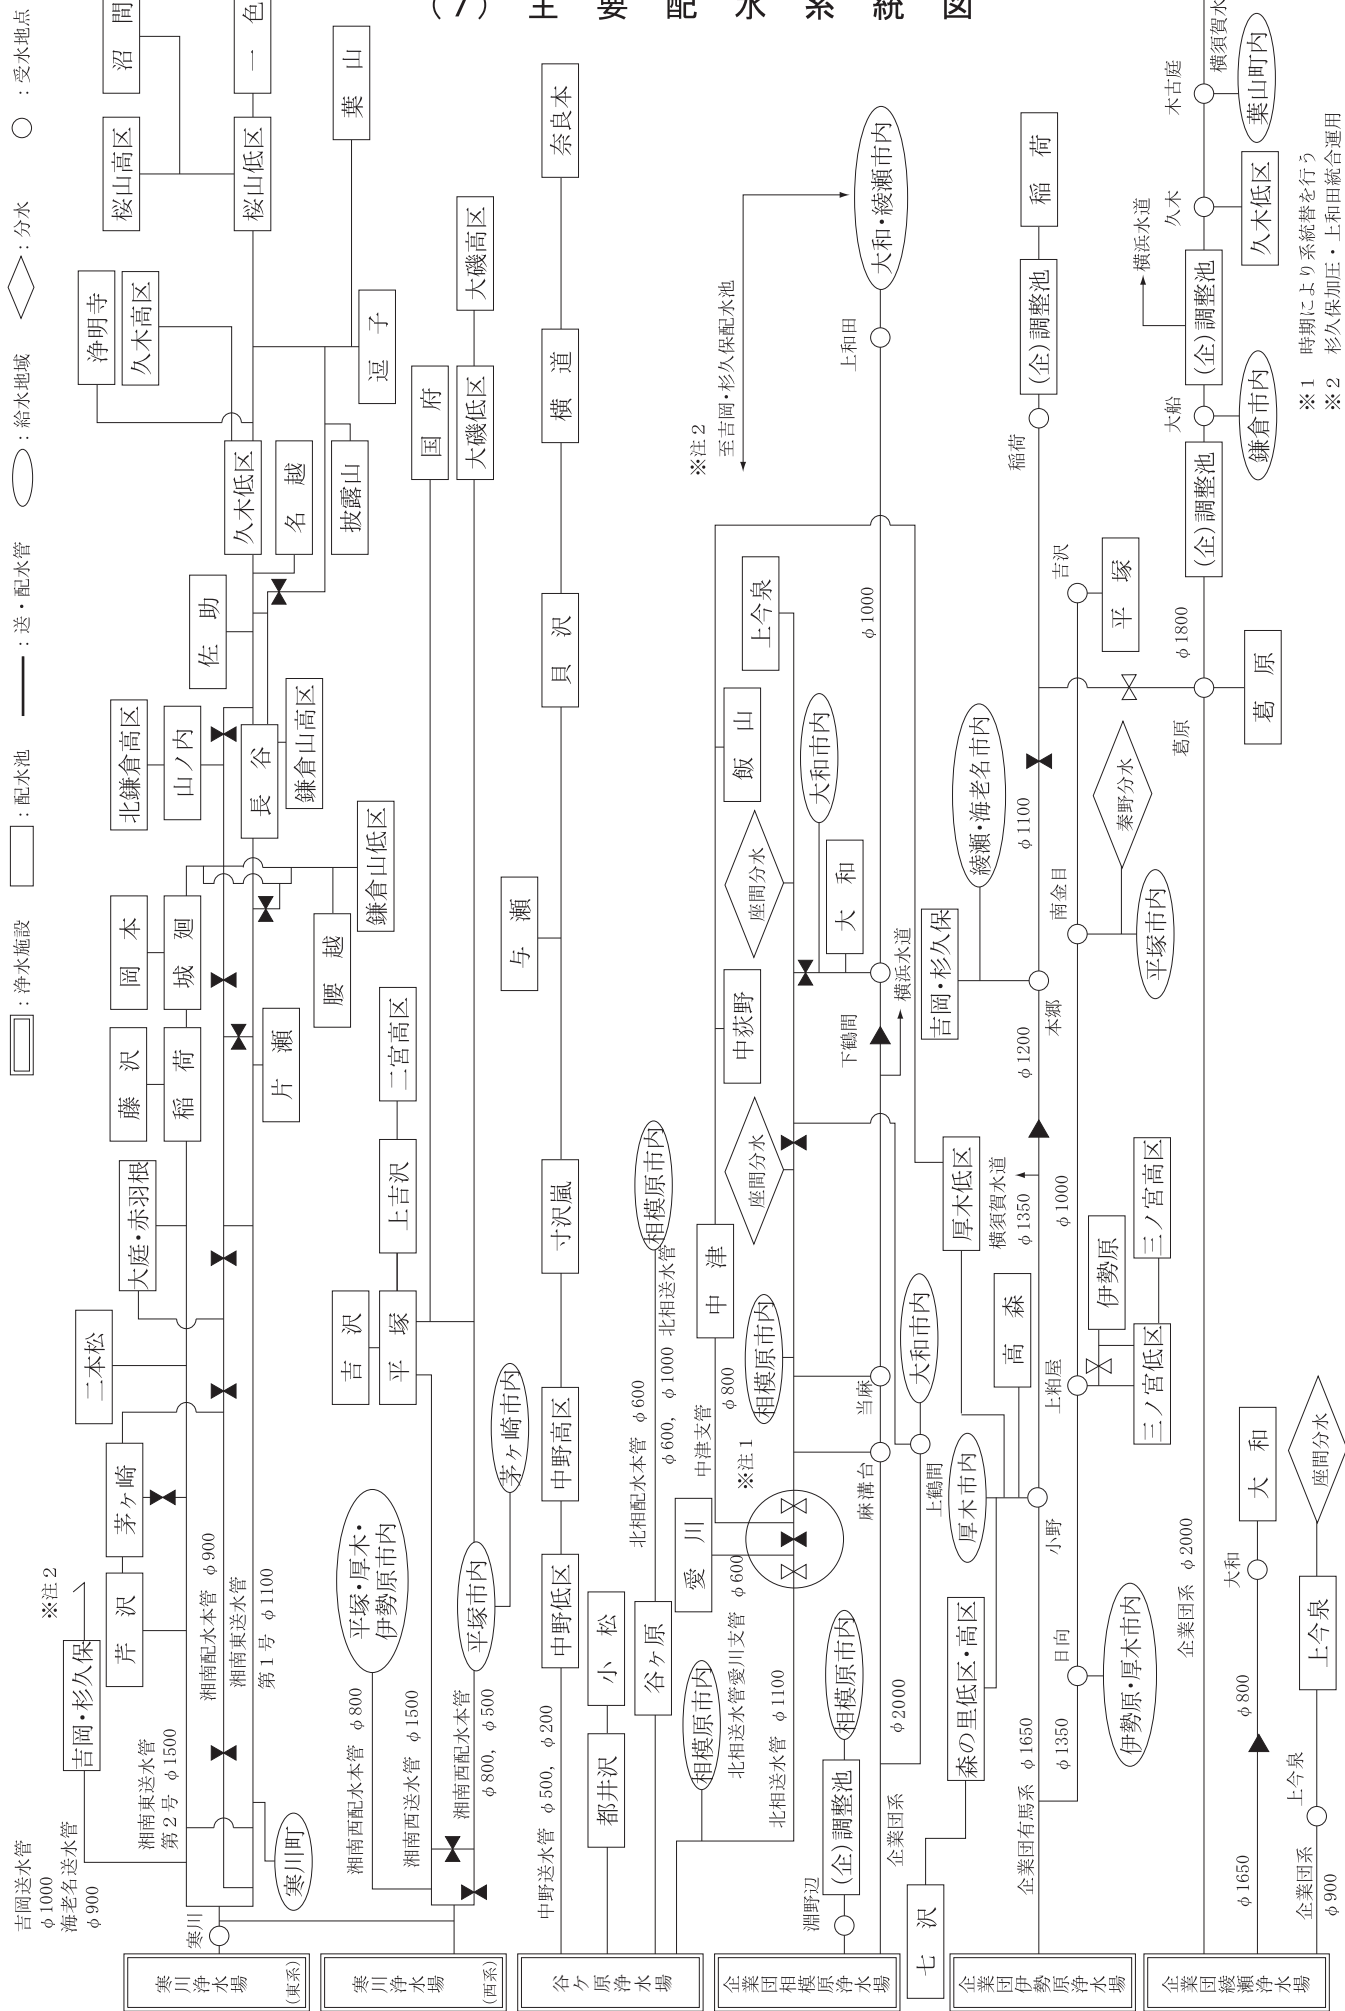 (7) 主要配水系統図
：浄水施設
：配水池
：送・配水管
：給水地域
：分水
：受水地点
吉岡送水管
φ1000
海老名送水管
φ900
吉岡・杉久保
※注2
湘南東送水管
第2号 φ1500
湘南配水本管 φ900
湘南東送水管
第1号 φ1100
寒川
寒川町
寒川浄水場
(東系)
芹沢
茅ヶ崎
二本松
大庭・赤羽根
藤沢
稲荷
岡本
城廻
片瀬
腰越
鎌倉山低区
北鎌倉高区
山ノ内
長谷
鎌倉山高区
佐助
名越
披露山
久木低区
浄明寺
久木高区
逗子
葉山
桜山高区
桜山低区
沼間
一色
寒川浄水場
(西系)
湘南西配水本管 φ800
湘南西送水管 φ1500
湘南西配水本管
φ800, φ500
平塚・厚木・
伊勢原市内
平塚市内
茅ヶ崎市内
吉沢
平塚
上吉沢
二宮高区
国府
大磯低区
大磯高区
谷ケ原浄水場
中野送水管 φ500, φ200
中野低区
中野高区
寸沢嵐
与瀬
貝沢
横道
奈良本
都井沢
小松
谷ヶ原
北相配水本管 φ600
φ600, φ1000 北相送水管
相模原市内
相模原市内
北相送水管愛川支管 φ600
北相送水管 φ1100
愛川
※注1
中津支管
φ800
中津
相模原市内
座間分水
中荻野
座間分水
飯山
上今泉
大和市内
大和
※注2
至吉岡・杉久保配水池
大和・綾瀬市内
企業団相模原浄水場
淵野辺
(企)調整池
相模原市内
企業団系
φ2000
麻溝台
当麻
上鶴間
大和市内
下鶴間
横浜水道
φ1000
上和田
厚木低区
七沢
森の里低区・高区
厚木市内
高森
小野
企業団伊勢原浄水場
企業団有馬系 φ1650
φ1350
横須賀水道
φ1350
φ1200
本郷
吉岡・杉久保
綾瀬・海老名市内
φ1100
稲荷
(企)調整池
稲荷
日向
伊勢原・厚木市内
上粕屋
伊勢原
三ノ宮低区
三ノ宮高区
φ1000
南金目
平塚市内
秦野分水
吉沢
平塚
企業団綾瀬浄水場
企業団系 φ2000
葛原
葛原
φ1800
(企)調整池
大船
鎌倉市内
(企)調整池
横浜水道
久木
久木低区
木古庭
葉山町内
横須賀水
φ1650
φ800
大和
大和
企業団系
φ900
上今泉
上今泉
座間分水
※1 時期により系統替を行う
※2 杉久保加圧・上和田統合運用